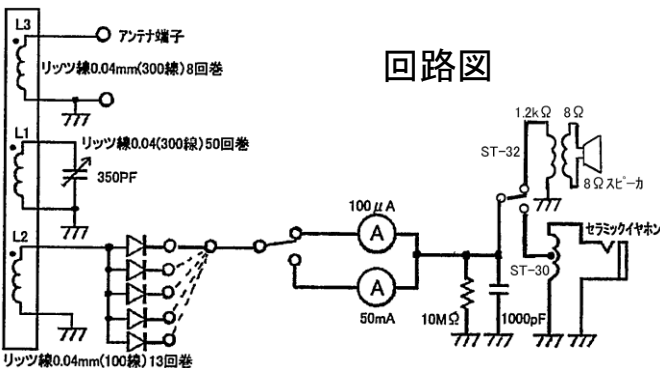 回路図
L3
アンテナ端子
リッツ線0.04mm(300線)8回巻
L1
リッツ線0.04(300線)50回巻
350PF
L2
リッツ線0.04mm(100線)13回巻
100μA
A
A
50mA
10MΩ
1000pF
1.2kΩ
8Ω
ST-32
8Ωスピーカ
セラミックイヤホン
ST-30